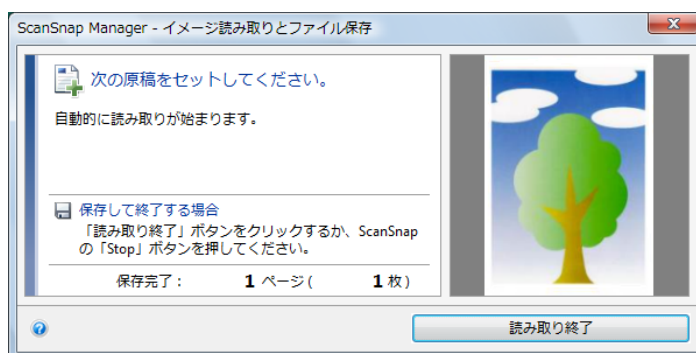 ScanSnap Manager - イメージ読み取りとファイル保存
次の原稿をセットしてください。
自動的に読み取りが始まります。
保存して終了する場合
「読み取り終了」ボタンをクリックするか、ScanSnap
の「Stop」ボタンを押してください。
保存完了： 1 ページ( 1 枚)
読み取り終了